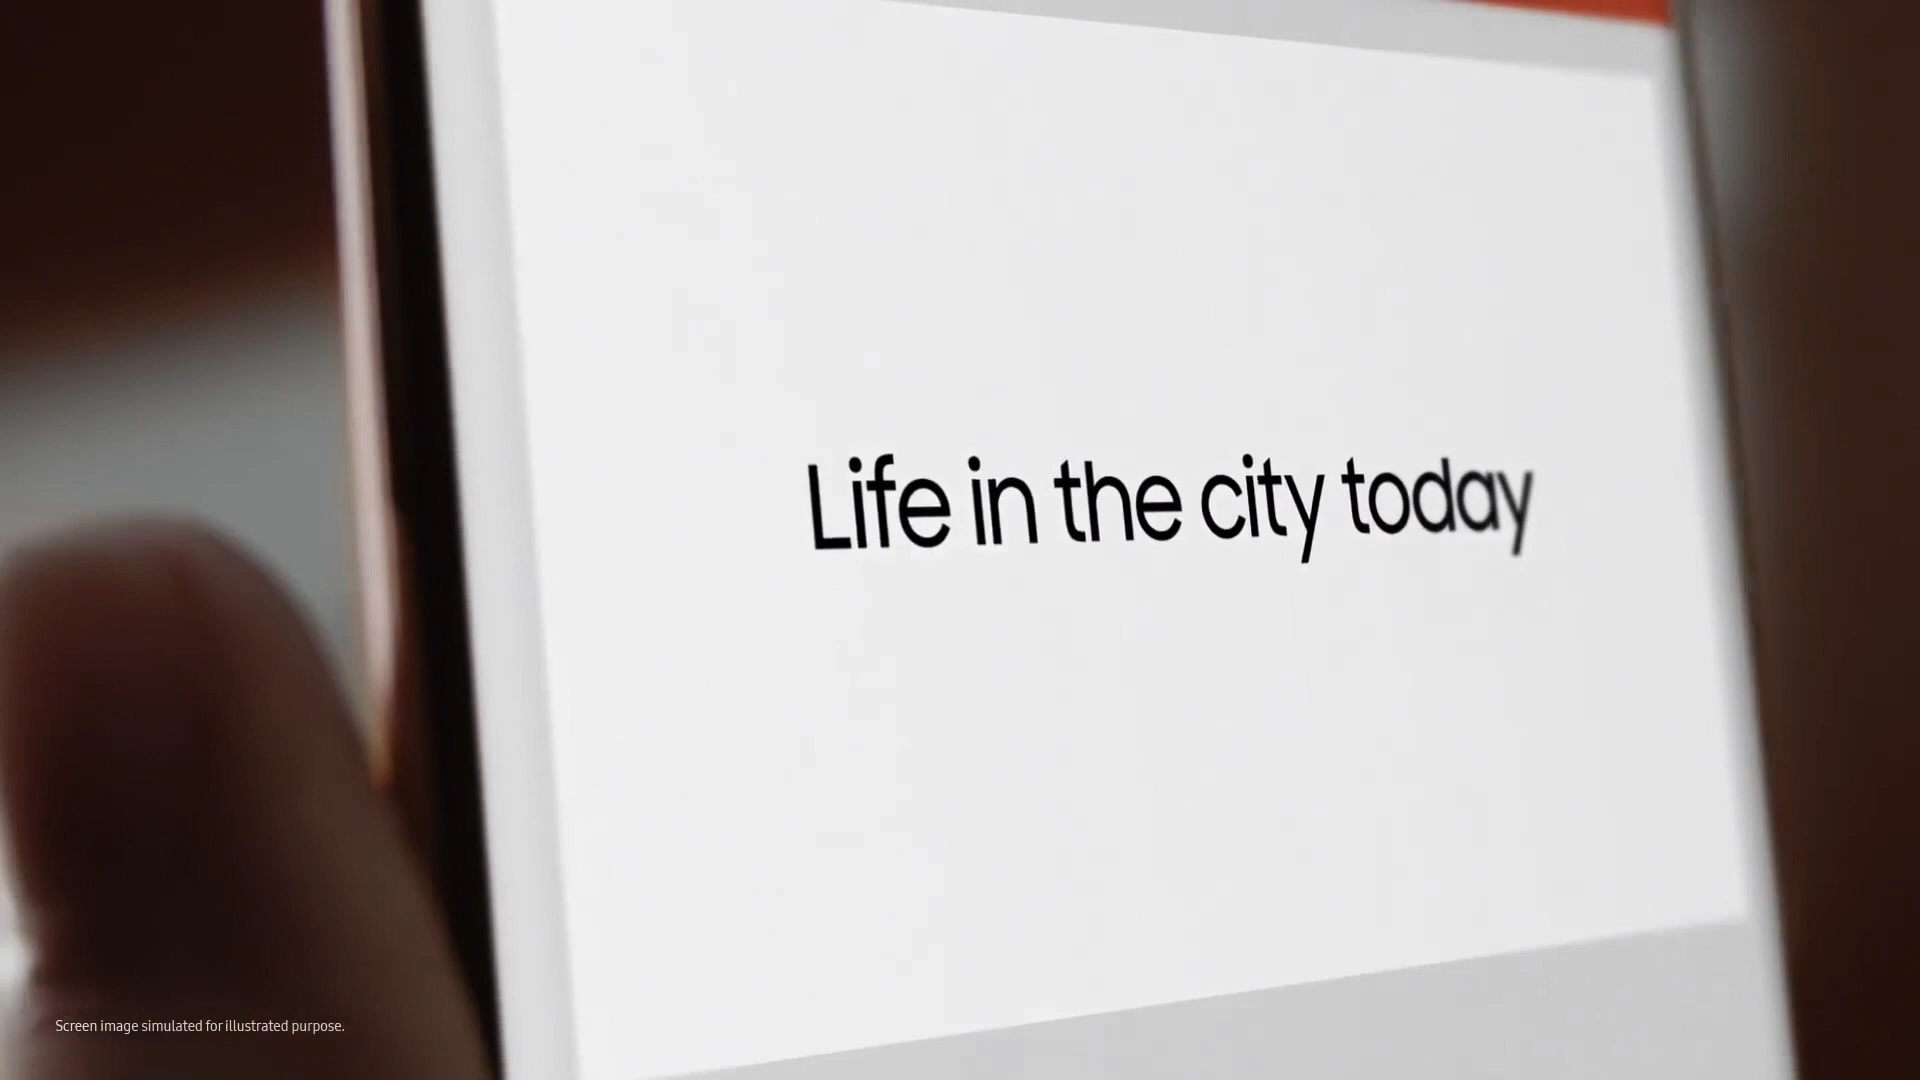 Life in the city today
Screen image simulated for illustrated purpose.